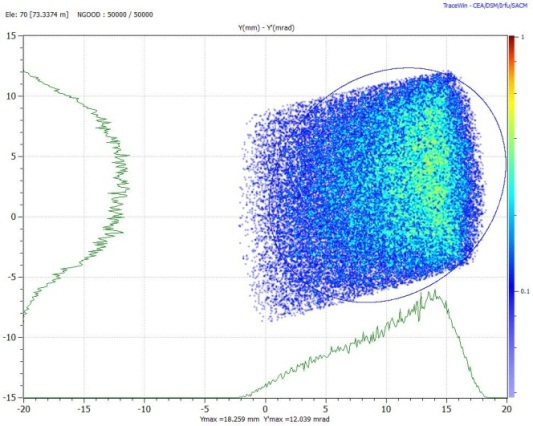 TraceWin - CEA/DSM/Irfu/SACM
Ele: 70 [73.3374 m] NGOOD : 50000 / 50000
Y(mm) - Y'(mrad)
15
10
5
0
-5
-10
-15
1
0.1
-20 -15 -10 -5 0 5 10 15 20
Ymax =18.259 mm Y'max =12.039 mrad